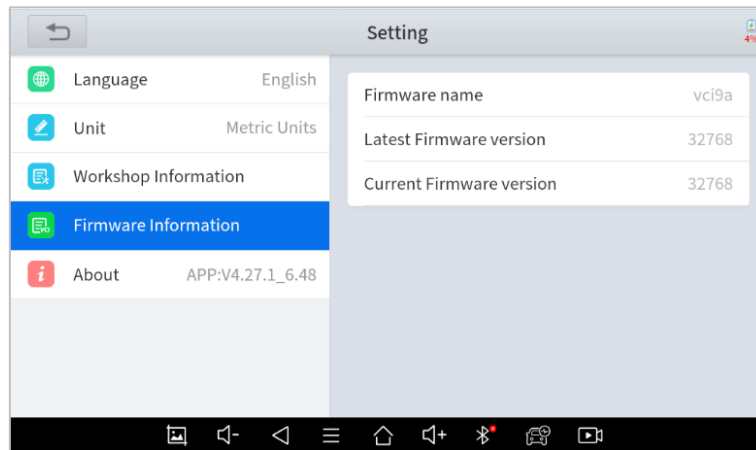 Setting
4%
Language English
Unit Metric Units
Workshop Information
Firmware Information
About APP:V4.27.1_6.48
Firmware name vci9a
Latest Firmware version 32768
Current Firmware version 32768